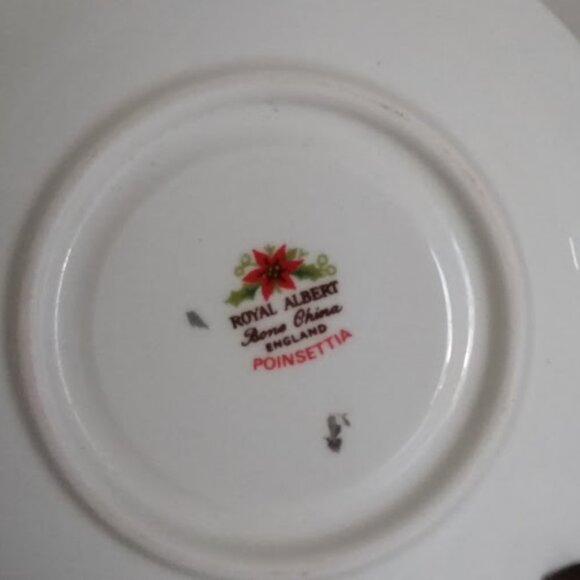 ROYAL ALBERT
Bone China
ENGLAND
POINSETTIA